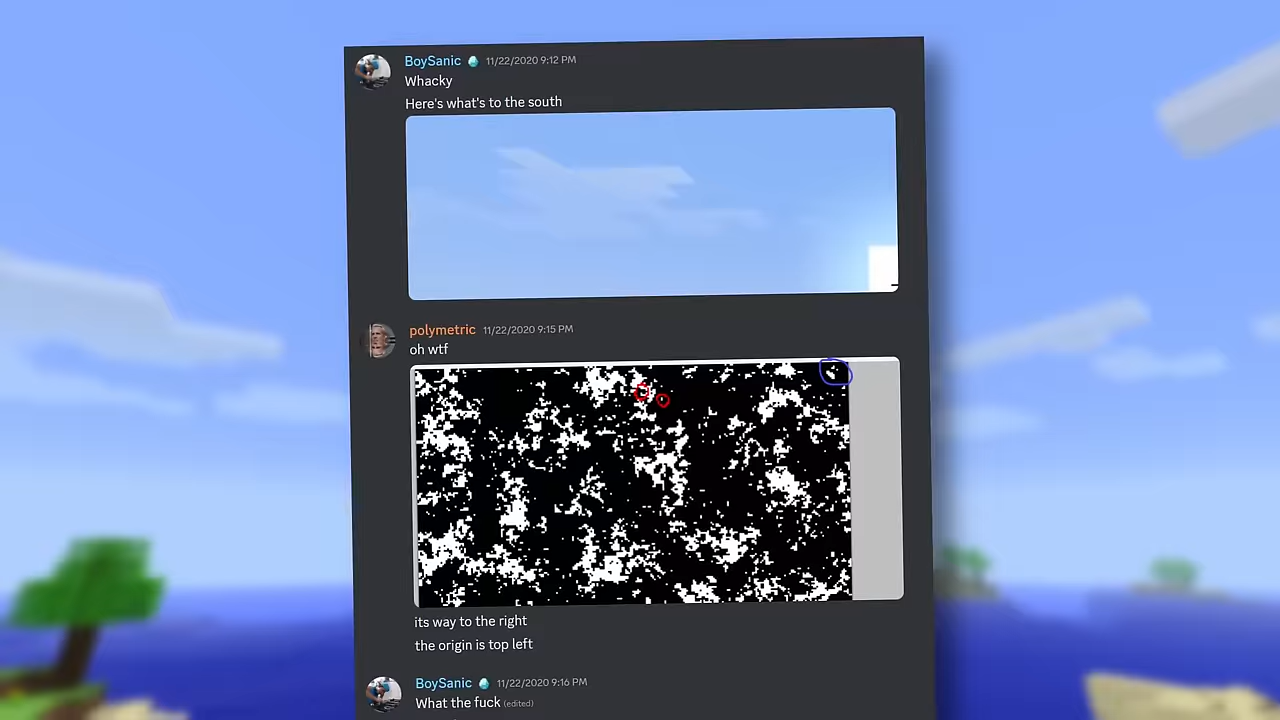 BoySanic 11/22/2020 9:12 PM
Whacky
Here's what's to the south
polymetric 11/22/2020 9:15 PM
oh wtf
its way to the right
the origin is top left
BoySanic 11/22/2020 9:16 PM
What the fuck (edited)